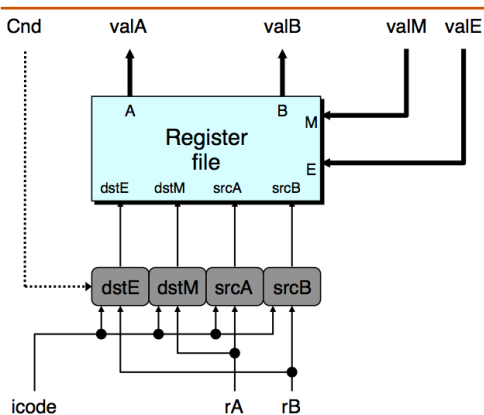 Cnd valA valB valM valE
A B
M
Register
file
E
dstE dstM srcA srcB
dstE dstM srcA srcB
icode rA rB